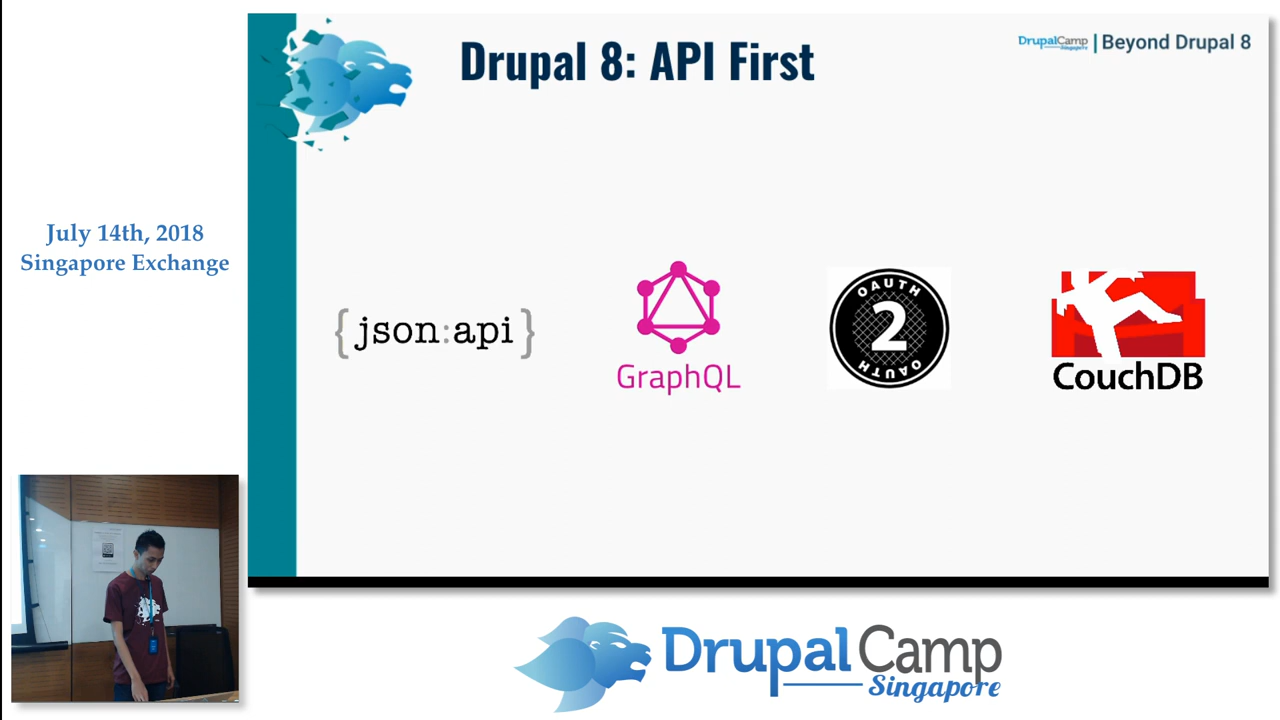 Drupal 8: API First
DrupalCamp Singapore | Beyond Drupal 8
July 14th, 2018
Singapore Exchange
{json:api}
GraphQL
OAUTH
2
OAUTH
CouchDB
DrupalCamp
Singapore